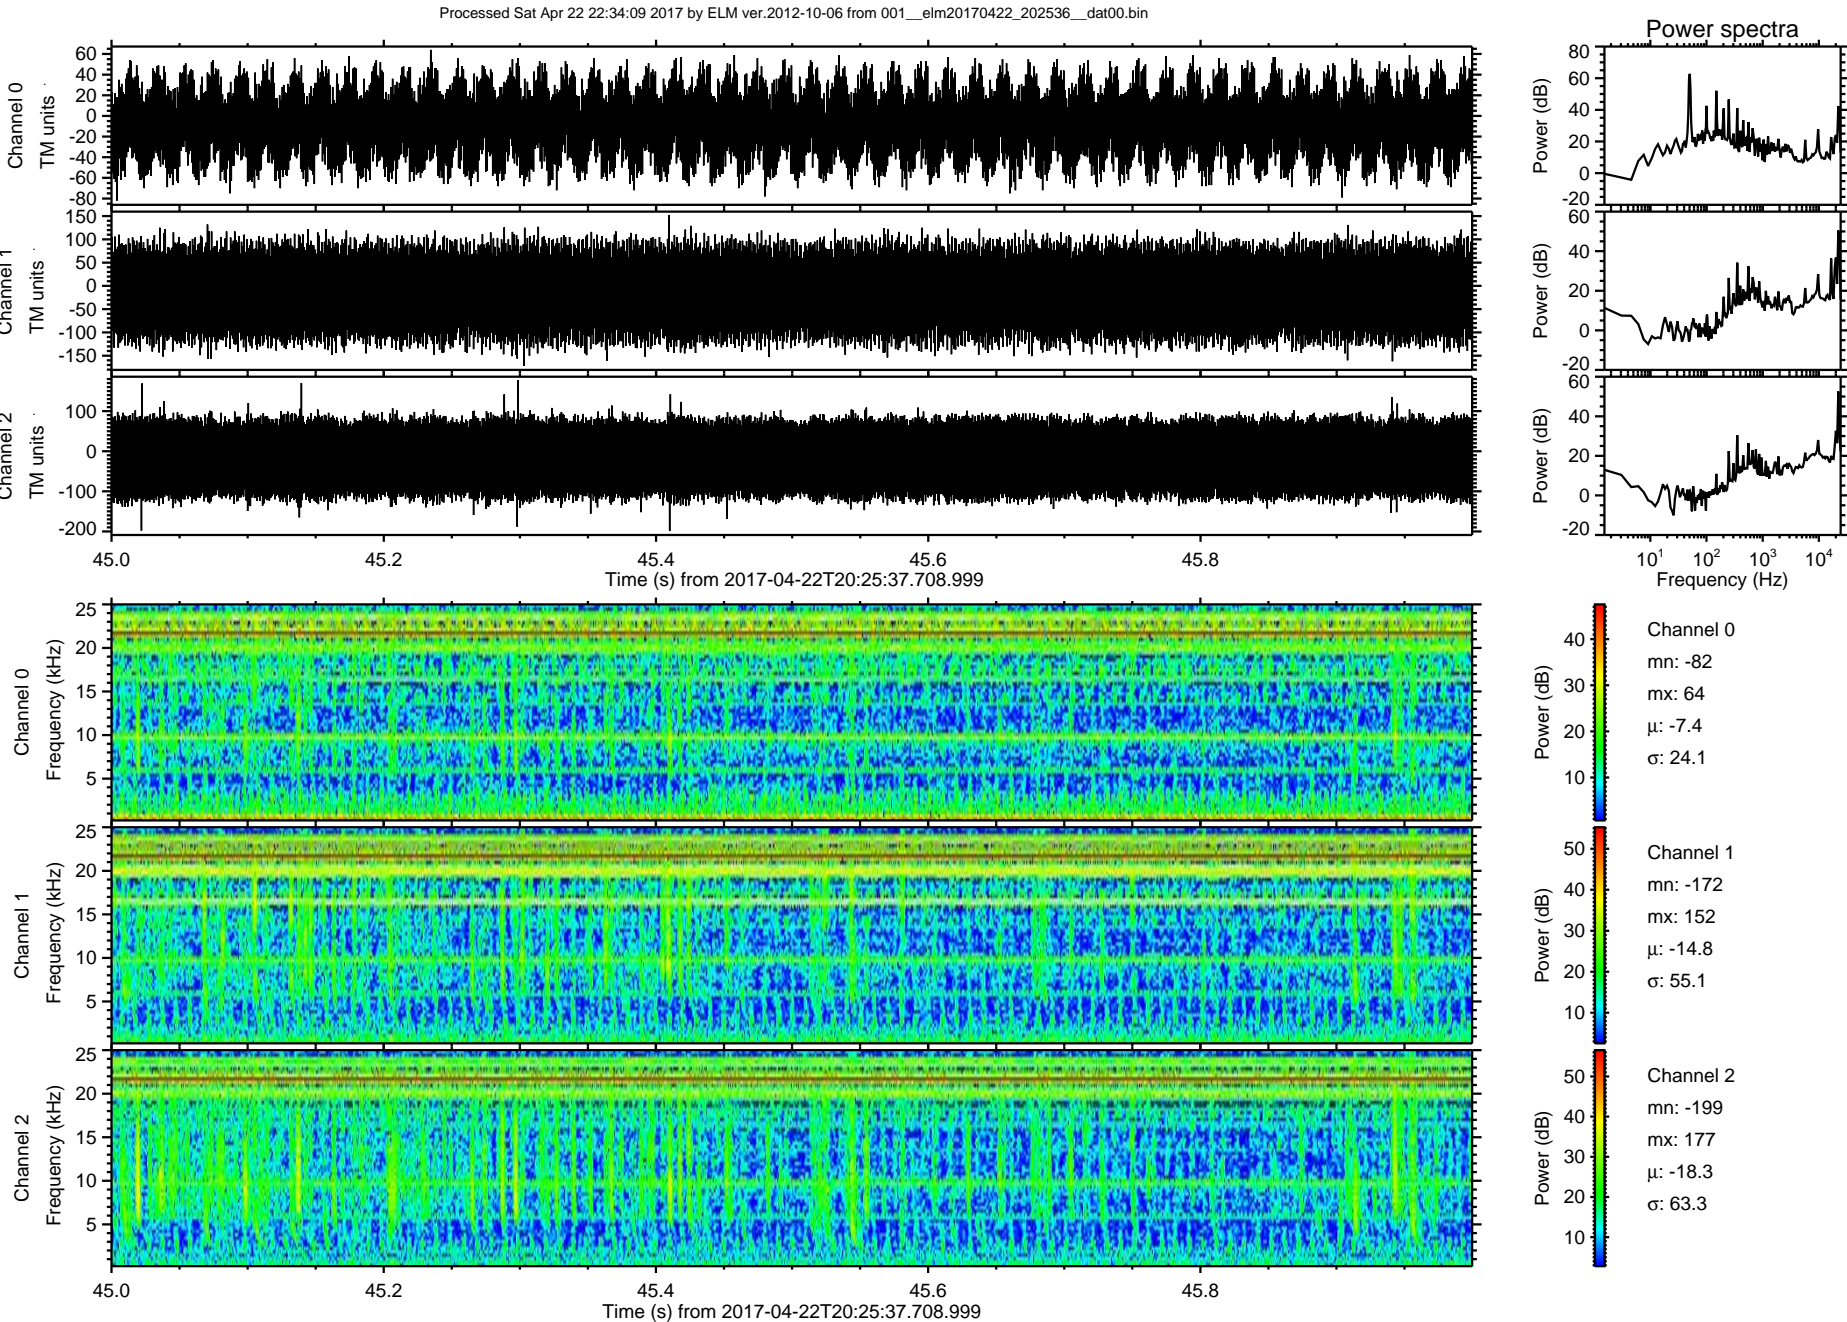 Processed Sat Apr 22 22:34:09 2017 by ELM ver.2012-10-06 from 001__elm20170422_202536__dat00.bin
Power spectra
Channel 0
TM units
60
40
20
0
-20
-40
-60
-80
Power (dB)
80
60
40
20
0
-20
Channel 1
TM units
150
100
50
0
-50
-100
-150
Power (dB)
60
40
20
0
-20
Channel 2
TM units
100
0
-100
-200
Power (dB)
60
40
20
0
-20
45.0 45.2 45.4 45.6 45.8
Time (s) from 2017-04-22T20:25:37.708.999
10^1 10^2 10^3 10^4
Frequency (Hz)
Channel 0
Frequency (kHz)
25
20
15
10
5
Power (dB)
40
30
20
10
Channel 0
mn: -82
mx: 64
μ: -7.4
σ: 24.1
Channel 1
Frequency (kHz)
25
20
15
10
5
Power (dB)
50
40
30
20
10
Channel 1
mn: -172
mx: 152
μ: -14.8
σ: 55.1
Channel 2
Frequency (kHz)
25
20
15
10
5
Power (dB)
50
40
30
20
10
Channel 2
mn: -199
mx: 177
μ: -18.3
σ: 63.3
45.0 45.2 45.4 45.6 45.8
Time (s) from 2017-04-22T20:25:37.708.999